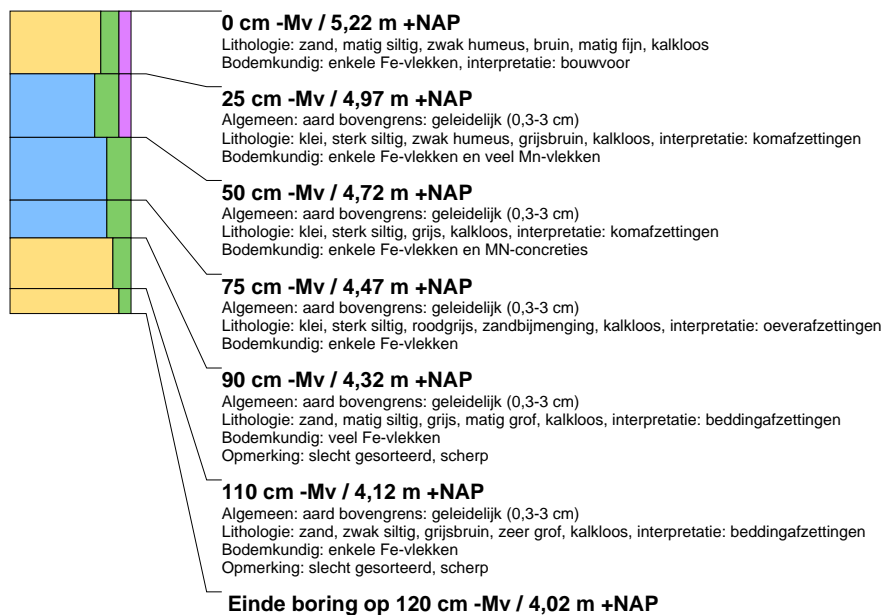 0 cm -Mv / 5,22 m +NAP
Lithologie: zand, matig siltig, zwak humeus, bruin, matig fijn, kalkloos
Bodemkundig: enkele Fe-vlekken, interpretatie: bouwvoor
25 cm -Mv / 4,97 m +NAP
Algemeen: aard bovengrens: geleidelijk (0,3-3 cm)
Lithologie: klei, sterk siltig, zwak humeus, grijsbruin, kalkloos, interpretatie: komafzettingen
Bodemkundig: enkele Fe-vlekken en veel Mn-vlekken
50 cm -Mv / 4,72 m +NAP
Algemeen: aard bovengrens: geleidelijk (0,3-3 cm)
Lithologie: klei, sterk siltig, grijs, kalkloos, interpretatie: komafzettingen
Bodemkundig: enkele Fe-vlekken en MN-concreties
75 cm -Mv / 4,47 m +NAP
Algemeen: aard bovengrens: geleidelijk (0,3-3 cm)
Lithologie: klei, sterk siltig, roodgrijs, zandbijmenging, kalkloos, interpretatie: oeverafzettingen
Bodemkundig: enkele Fe-vlekken
90 cm -Mv / 4,32 m +NAP
Algemeen: aard bovengrens: geleidelijk (0,3-3 cm)
Lithologie: zand, matig siltig, grijs, matig grof, kalkloos, interpretatie: beddingafzettingen
Bodemkundig: veel Fe-vlekken
Opmerking: slecht gesorteerd, scherp
110 cm -Mv / 4,12 m +NAP
Algemeen: aard bovengrens: geleidelijk (0,3-3 cm)
Lithologie: zand, zwak siltig, grijsbruin, zeer grof, kalkloos, interpretatie: beddingafzettingen
Bodemkundig: enkele Fe-vlekken
Opmerking: slecht gesorteerd, scherp
Einde boring op 120 cm -Mv / 4,02 m +NAP